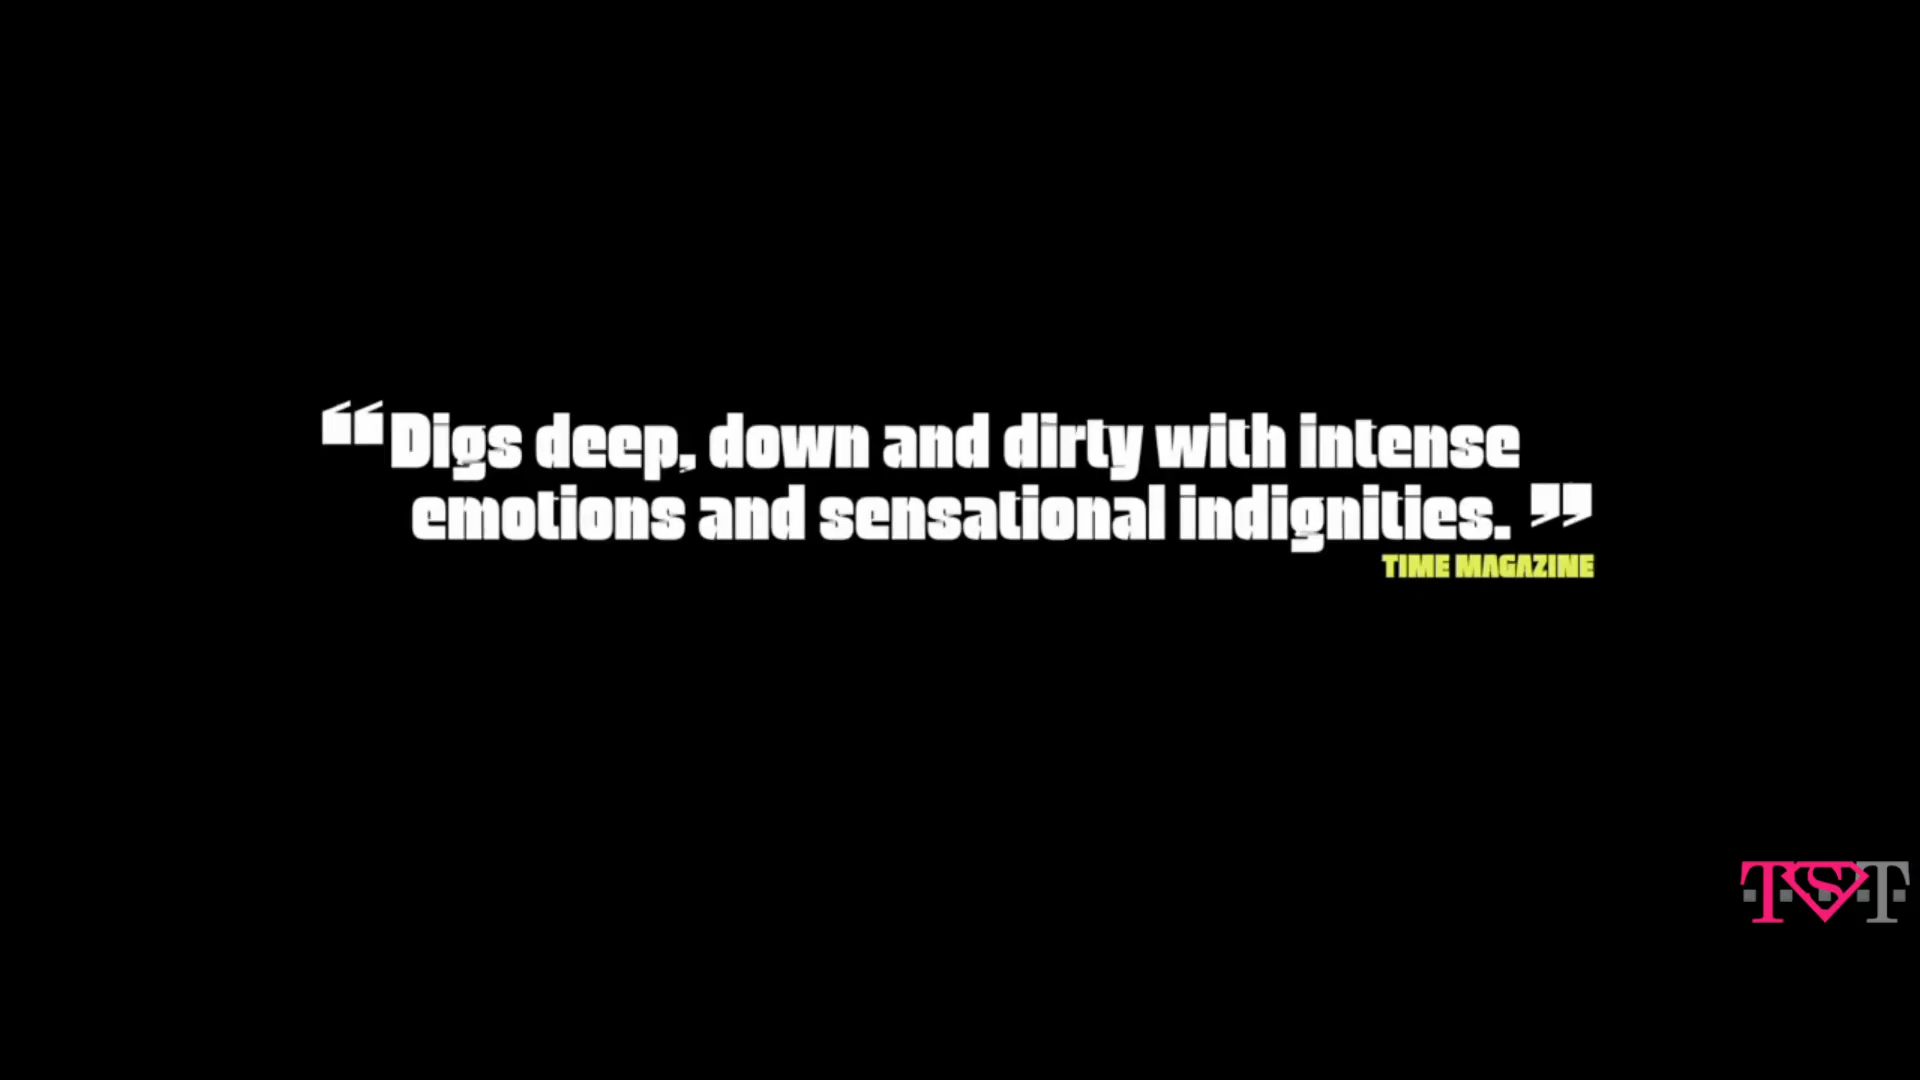 “Digs deep, down and dirty with intense
emotions and sensational indignities.”
TIME MAGAZINE
TST